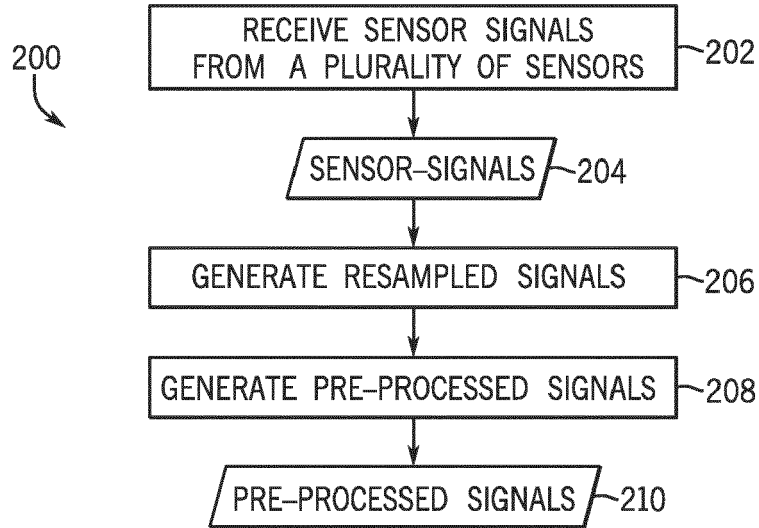 RECEIVE SENSOR SIGNALS
FROM A PLURALITY OF SENSORS
202
200
SENSOR-SIGNALS
204
GENERATE RESAMPLED SIGNALS
206
GENERATE PRE-PROCESSED SIGNALS
208
PRE-PROCESSED SIGNALS
210